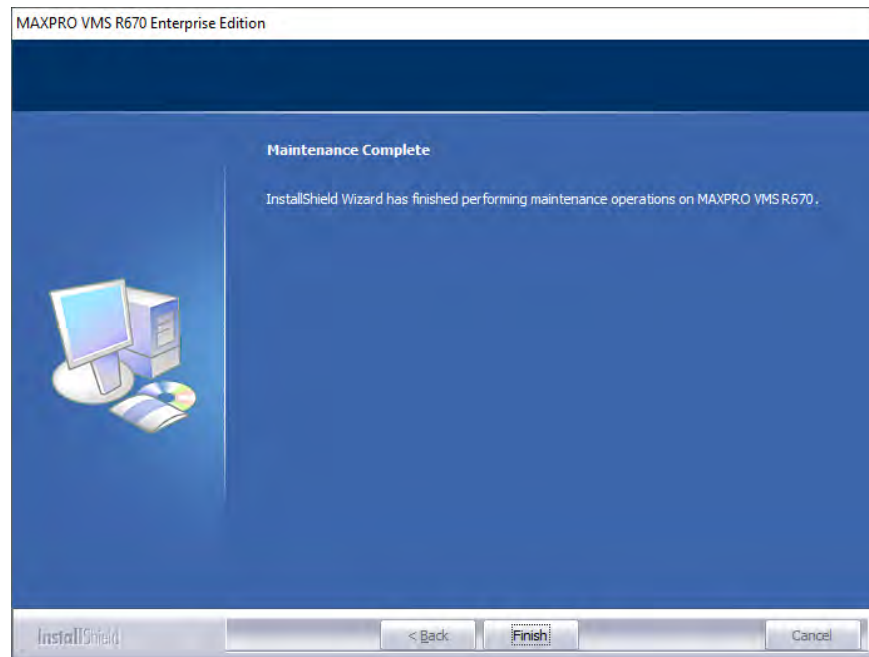 MAXPRO VMS R670 Enterprise Edition
Maintenance Complete
InstallShield Wizard has finished performing maintenance operations on MAXPRO VMS R670.
InstallShield
< Back
Finish
Cancel